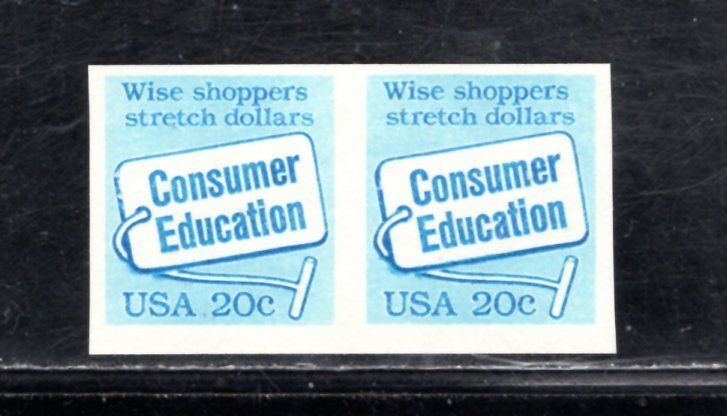 Wise shoppers
stretch dollars
Consumer
Education
USA 20c
Wise shoppers
stretch dollars
Consumer
Education
USA 20c